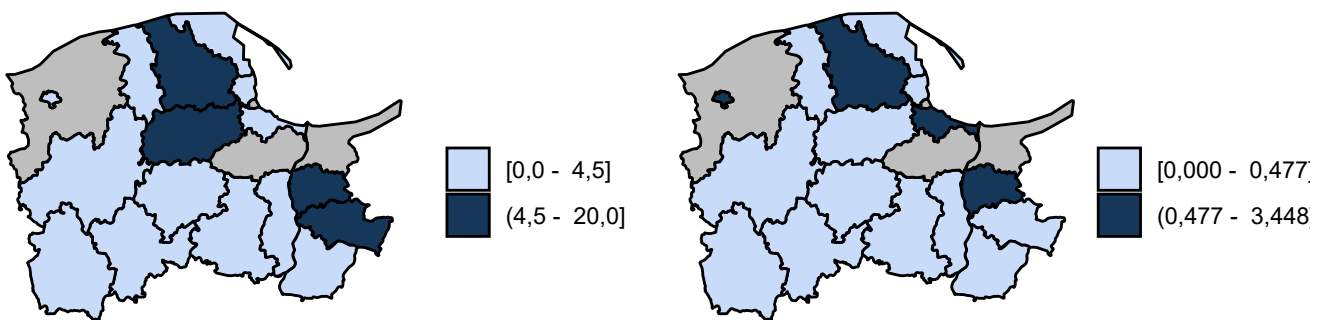 [0,0 - 4,5]
(4,5 - 20,0]
[0,000 - 0,477]
(0,477 - 3,448]